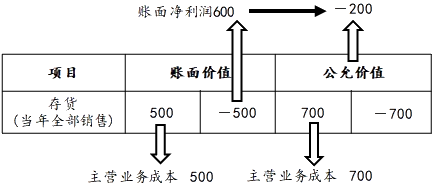 账面净利润600 －200
项目 账面价值 公允价值
存货
(当年全部销售) 500 －500 700 －700
主营业务成本 500 主营业务成本 700